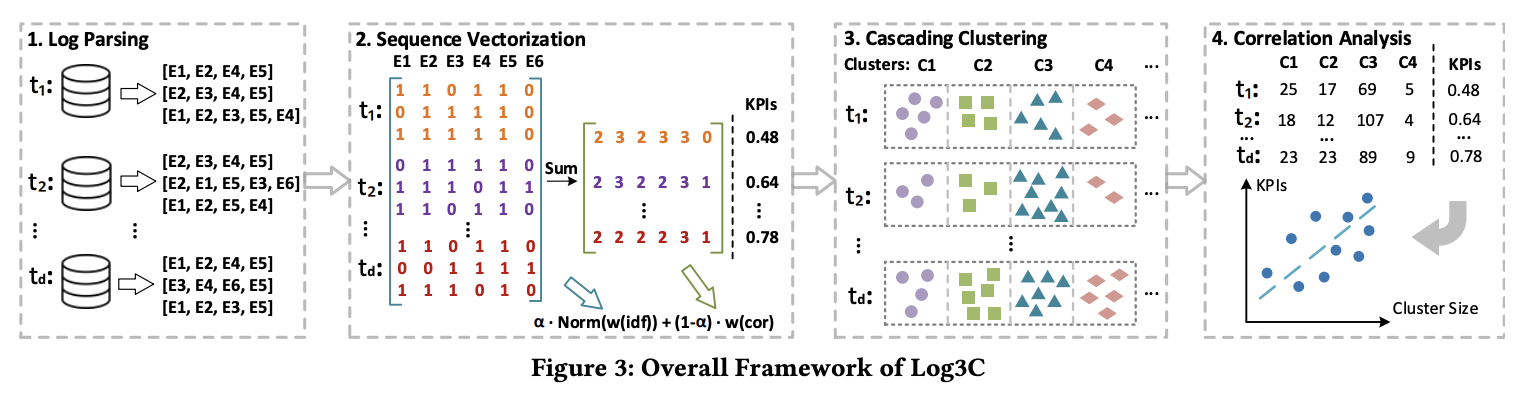 1. Log Parsing
t1:
[E1, E2, E4, E5]
[E2, E3, E4, E5]
[E1, E2, E3, E5, E4]
t2:
[E2, E3, E4, E5]
[E2, E1, E5, E3, E6]
[E1, E2, E5, E4]
⋮ ⋮
td:
[E1, E2, E4, E5]
[E3, E4, E6, E5]
[E1, E2, E3, E5]
2. Sequence Vectorization
E1 E2 E3 E4 E5 E6
t1:
1 1 0 1 1 0
0 1 1 1 1 0
1 1 1 1 1 0
t2:
0 1 1 1 1 0
1 1 1 0 1 1
1 1 0 1 1 0
⋮ ⋮
td:
1 1 0 1 1 0
0 0 1 1 1 1
1 1 1 0 1 0
Sum
KPIs
2 3 2 3 3 0 0.48
2 3 2 2 3 1 0.64
⋮ ⋮
2 2 2 2 3 1 0.78
α · Norm(w(idf)) + (1-α) · w(cor)
3. Cascading Clustering
Clusters: C1 C2 C3 C4 ...
t1: ...
t2: ...
⋮ ⋮
td: ...
4. Correlation Analysis
C1 C2 C3 C4 KPIs
t1: 25 17 69 5 0.48
t2: 18 12 107 4 0.64
... ... ...
td: 23 23 89 9 0.78
KPIs
Cluster Size
Figure 3: Overall Framework of Log3C